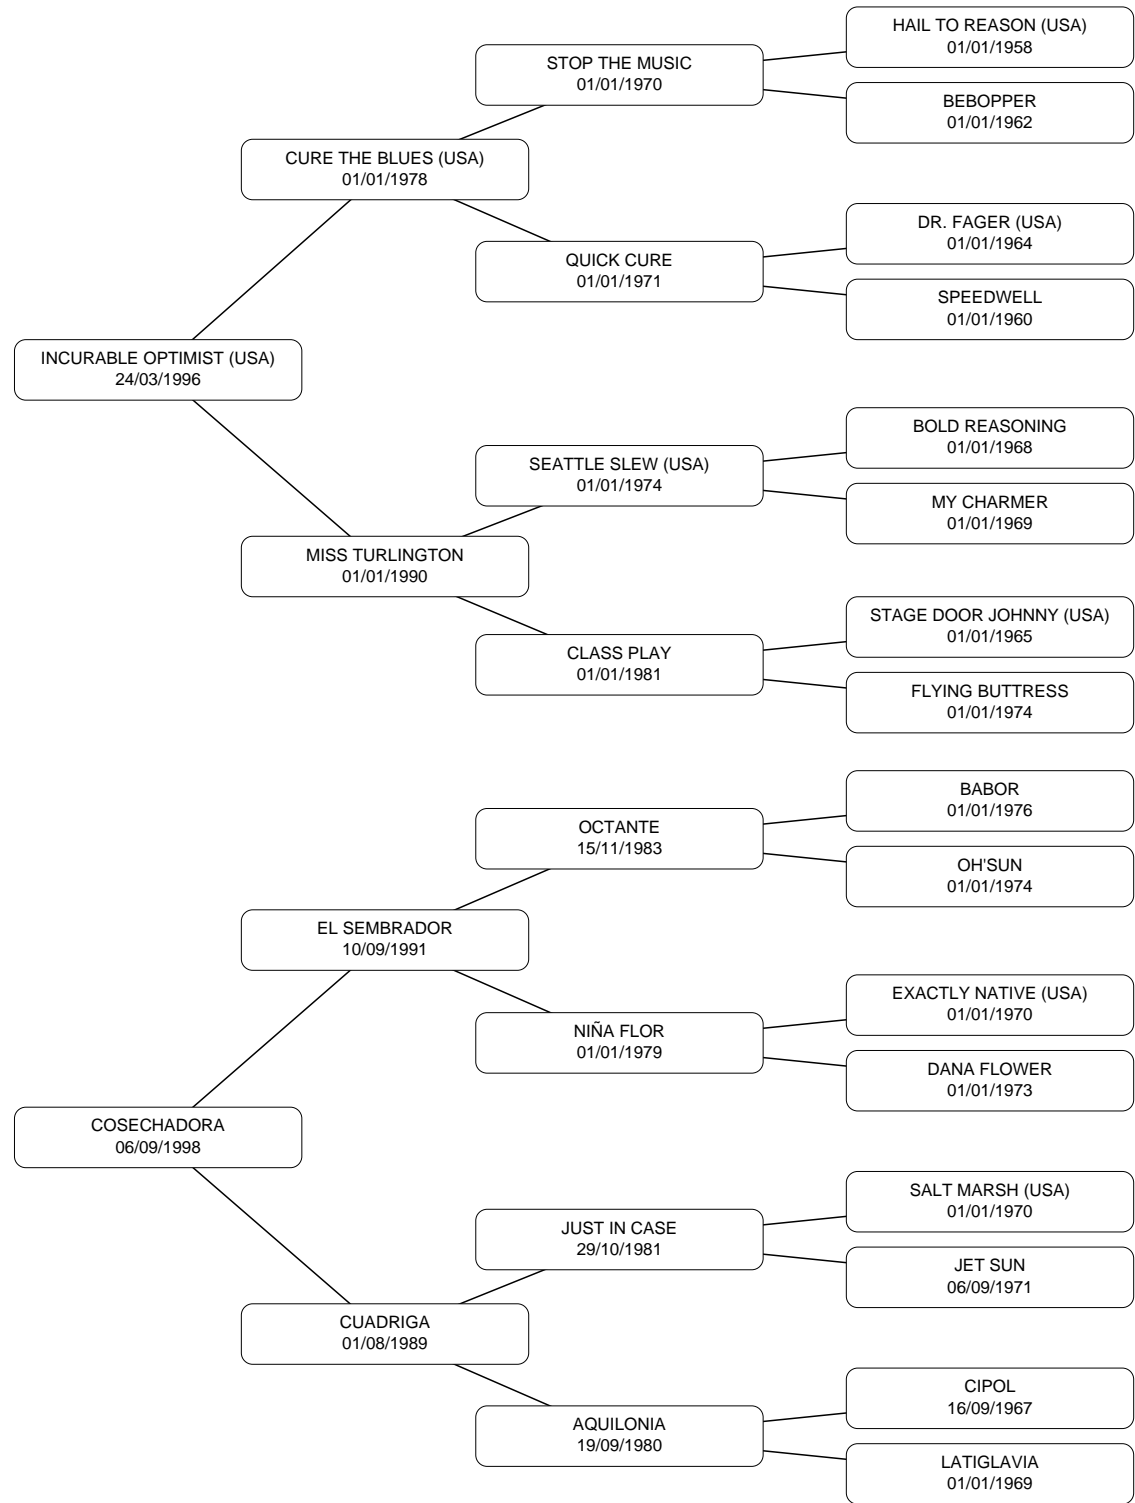 HAIL TO REASON (USA)
01/01/1958
STOP THE MUSIC
01/01/1970
BEBOPPER
01/01/1962
CURE THE BLUES (USA)
01/01/1978
DR. FAGER (USA)
01/01/1964
QUICK CURE
01/01/1971
SPEEDWELL
01/01/1960
INCURABLE OPTIMIST (USA)
24/03/1996
BOLD REASONING
01/01/1968
SEATTLE SLEW (USA)
01/01/1974
MY CHARMER
01/01/1969
MISS TURLINGTON
01/01/1990
STAGE DOOR JOHNNY (USA)
01/01/1965
CLASS PLAY
01/01/1981
FLYING BUTTRESS
01/01/1974
BABOR
01/01/1976
OCTANTE
15/11/1983
OH'SUN
01/01/1974
EL SEMBRADOR
10/09/1991
EXACTLY NATIVE (USA)
01/01/1970
NIÑA FLOR
01/01/1979
DANA FLOWER
01/01/1973
COSECHADORA
06/09/1998
SALT MARSH (USA)
01/01/1970
JUST IN CASE
29/10/1981
JET SUN
06/09/1971
CUADRIGA
01/08/1989
CIPOL
16/09/1967
AQUILONIA
19/09/1980
LATIGLAVIA
01/01/1969